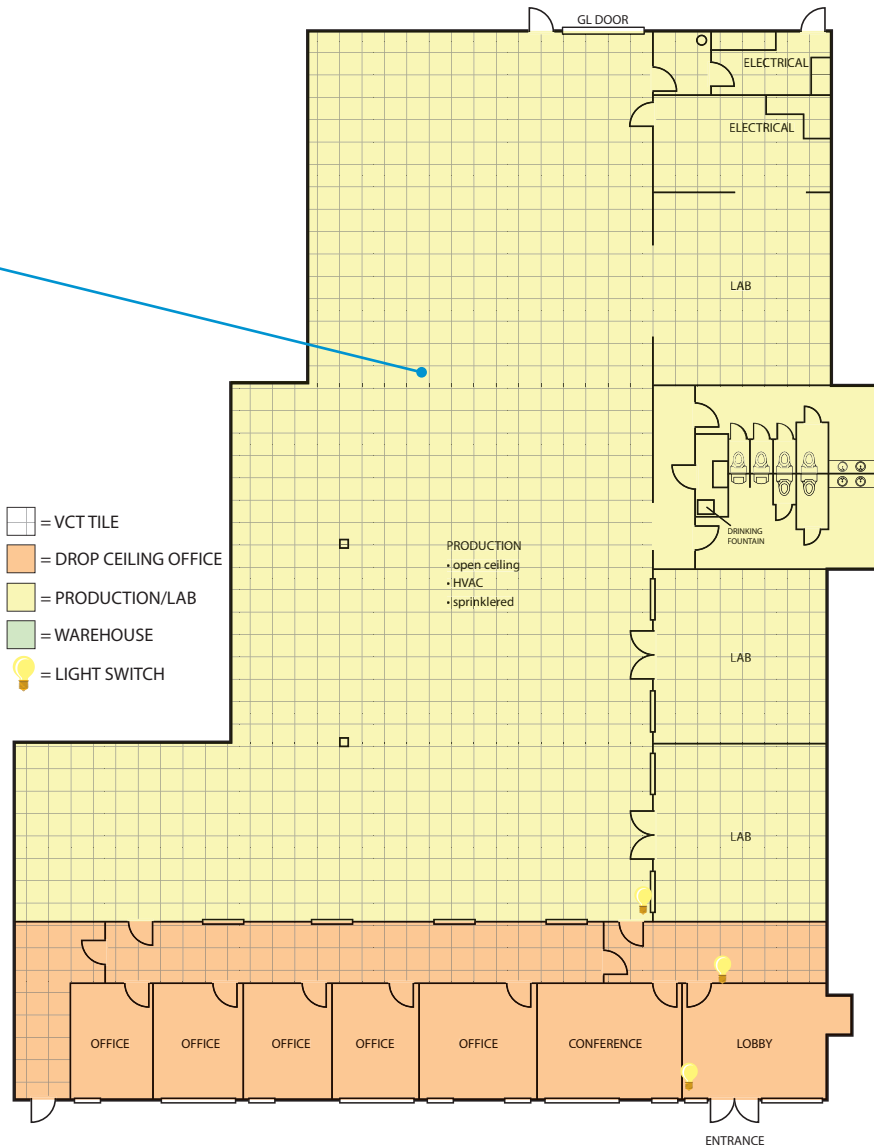 GL DOOR
ELECTRICAL
ELECTRICAL
LAB
DRINKING
FOUNTAIN
= VCT TILE
= DROP CEILING OFFICE
= PRODUCTION/LAB
= WAREHOUSE
= LIGHT SWITCH
PRODUCTION
• open ceiling
• HVAC
• sprinklered
LAB
LAB
OFFICE
OFFICE
OFFICE
OFFICE
OFFICE
CONFERENCE
LOBBY
ENTRANCE